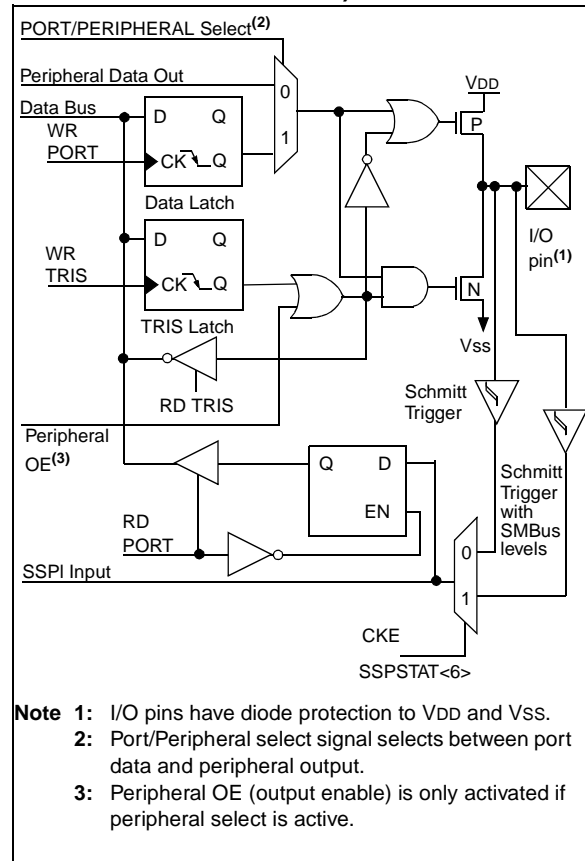 PORT/PERIPHERAL Select(2)
Peripheral Data Out
Data Bus
WR
PORT
D Q
CK Q
Data Latch
0
1
VDD
P
I/O
pin(1)
WR
TRIS
D Q
CK Q
TRIS Latch
N
VSS
RD TRIS
Schmitt
Trigger
Peripheral
OE(3)
Q D
EN
Schmitt
Trigger
with
SMBus
levels
RD
PORT
SSPI Input
0
1
CKE
SSPSTAT<6>
Note 1: I/O pins have diode protection to VDD and VSS.
2: Port/Peripheral select signal selects between port
data and peripheral output.
3: Peripheral OE (output enable) is only activated if
peripheral select is active.